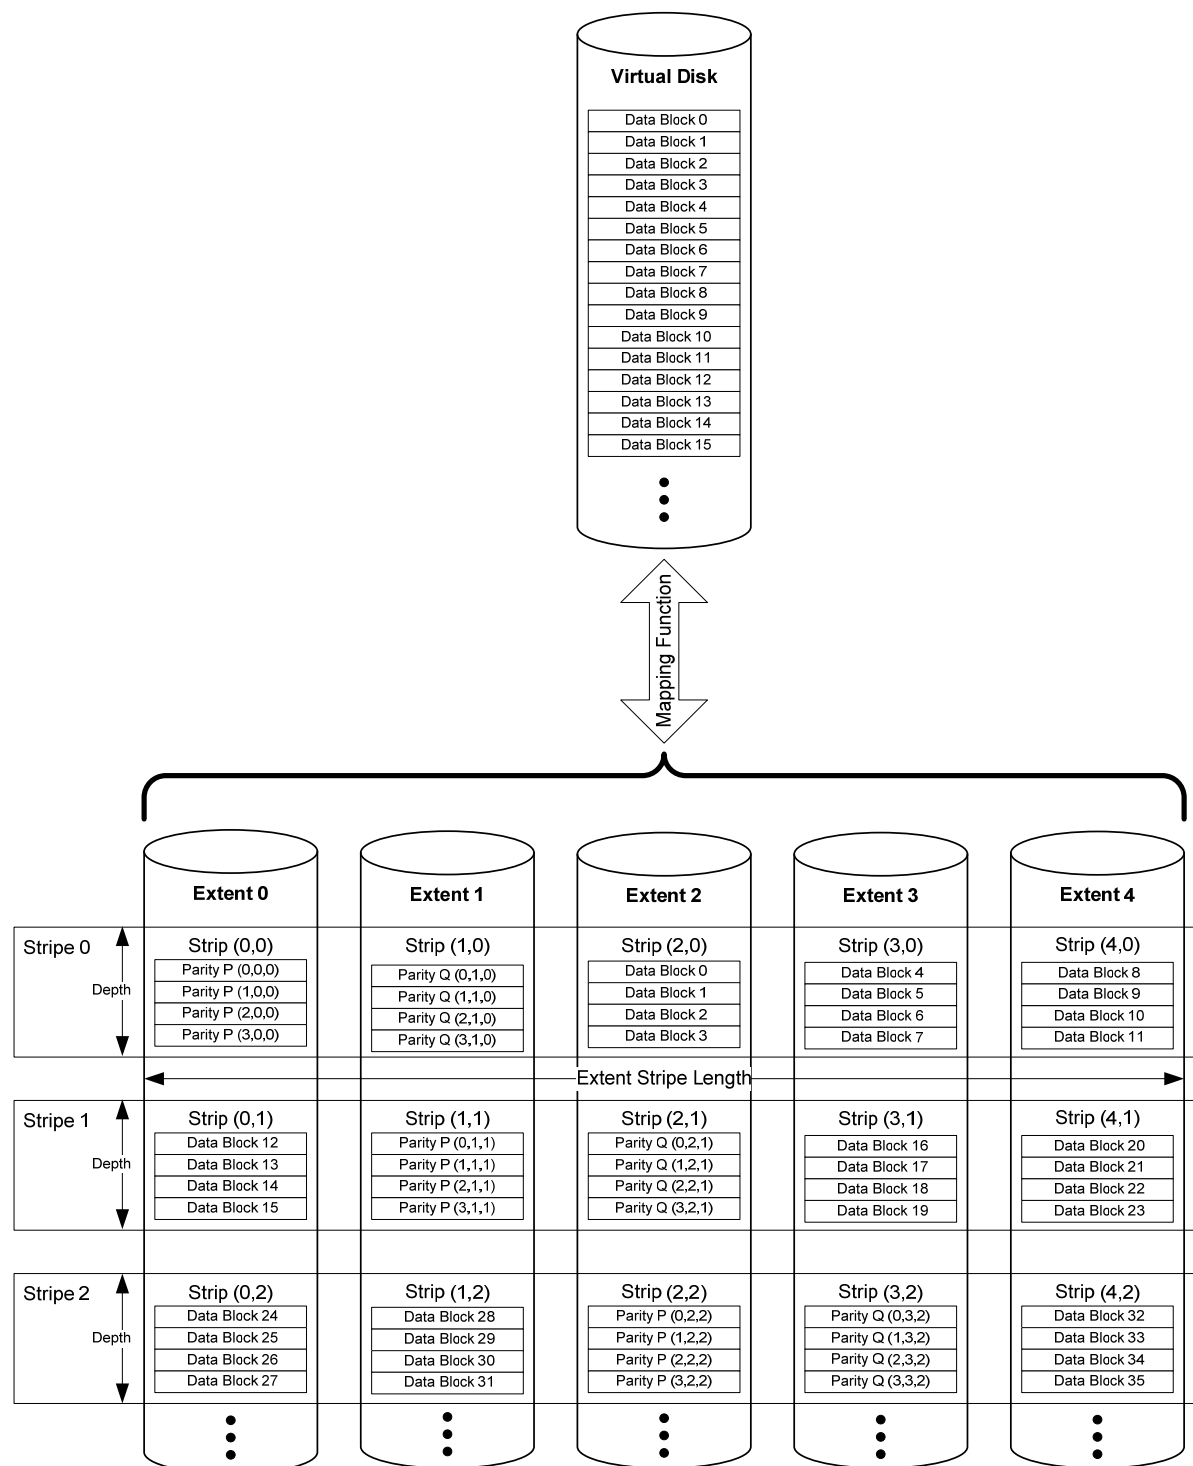 Virtual Disk
Data Block 0
Data Block 1
Data Block 2
Data Block 3
Data Block 4
Data Block 5
Data Block 6
Data Block 7
Data Block 8
Data Block 9
Data Block 10
Data Block 11
Data Block 12
Data Block 13
Data Block 14
Data Block 15
Mapping Function
Extent 0
Extent 1
Extent 2
Extent 3
Extent 4
Stripe 0
Depth
Strip (0,0)
Parity P (0,0,0)
Parity P (1,0,0)
Parity P (2,0,0)
Parity P (3,0,0)
Strip (1,0)
Parity Q (0,1,0)
Parity Q (1,1,0)
Parity Q (2,1,0)
Parity Q (3,1,0)
Strip (2,0)
Data Block 0
Data Block 1
Data Block 2
Data Block 3
Strip (3,0)
Data Block 4
Data Block 5
Data Block 6
Data Block 7
Strip (4,0)
Data Block 8
Data Block 9
Data Block 10
Data Block 11
Extent Stripe Length
Stripe 1
Depth
Strip (0,1)
Data Block 12
Data Block 13
Data Block 14
Data Block 15
Strip (1,1)
Parity P (0,1,1)
Parity P (1,1,1)
Parity P (2,1,1)
Parity P (3,1,1)
Strip (2,1)
Parity Q (0,2,1)
Parity Q (1,2,1)
Parity Q (2,2,1)
Parity Q (3,2,1)
Strip (3,1)
Data Block 16
Data Block 17
Data Block 18
Data Block 19
Strip (4,1)
Data Block 20
Data Block 21
Data Block 22
Data Block 23
Stripe 2
Depth
Strip (0,2)
Data Block 24
Data Block 25
Data Block 26
Data Block 27
Strip (1,2)
Data Block 28
Data Block 29
Data Block 30
Data Block 31
Strip (2,2)
Parity P (0,2,2)
Parity P (1,2,2)
Parity P (2,2,2)
Parity P (3,2,2)
Strip (3,2)
Parity Q (0,3,2)
Parity Q (1,3,2)
Parity Q (2,3,2)
Parity Q (3,3,2)
Strip (4,2)
Data Block 32
Data Block 33
Data Block 34
Data Block 35